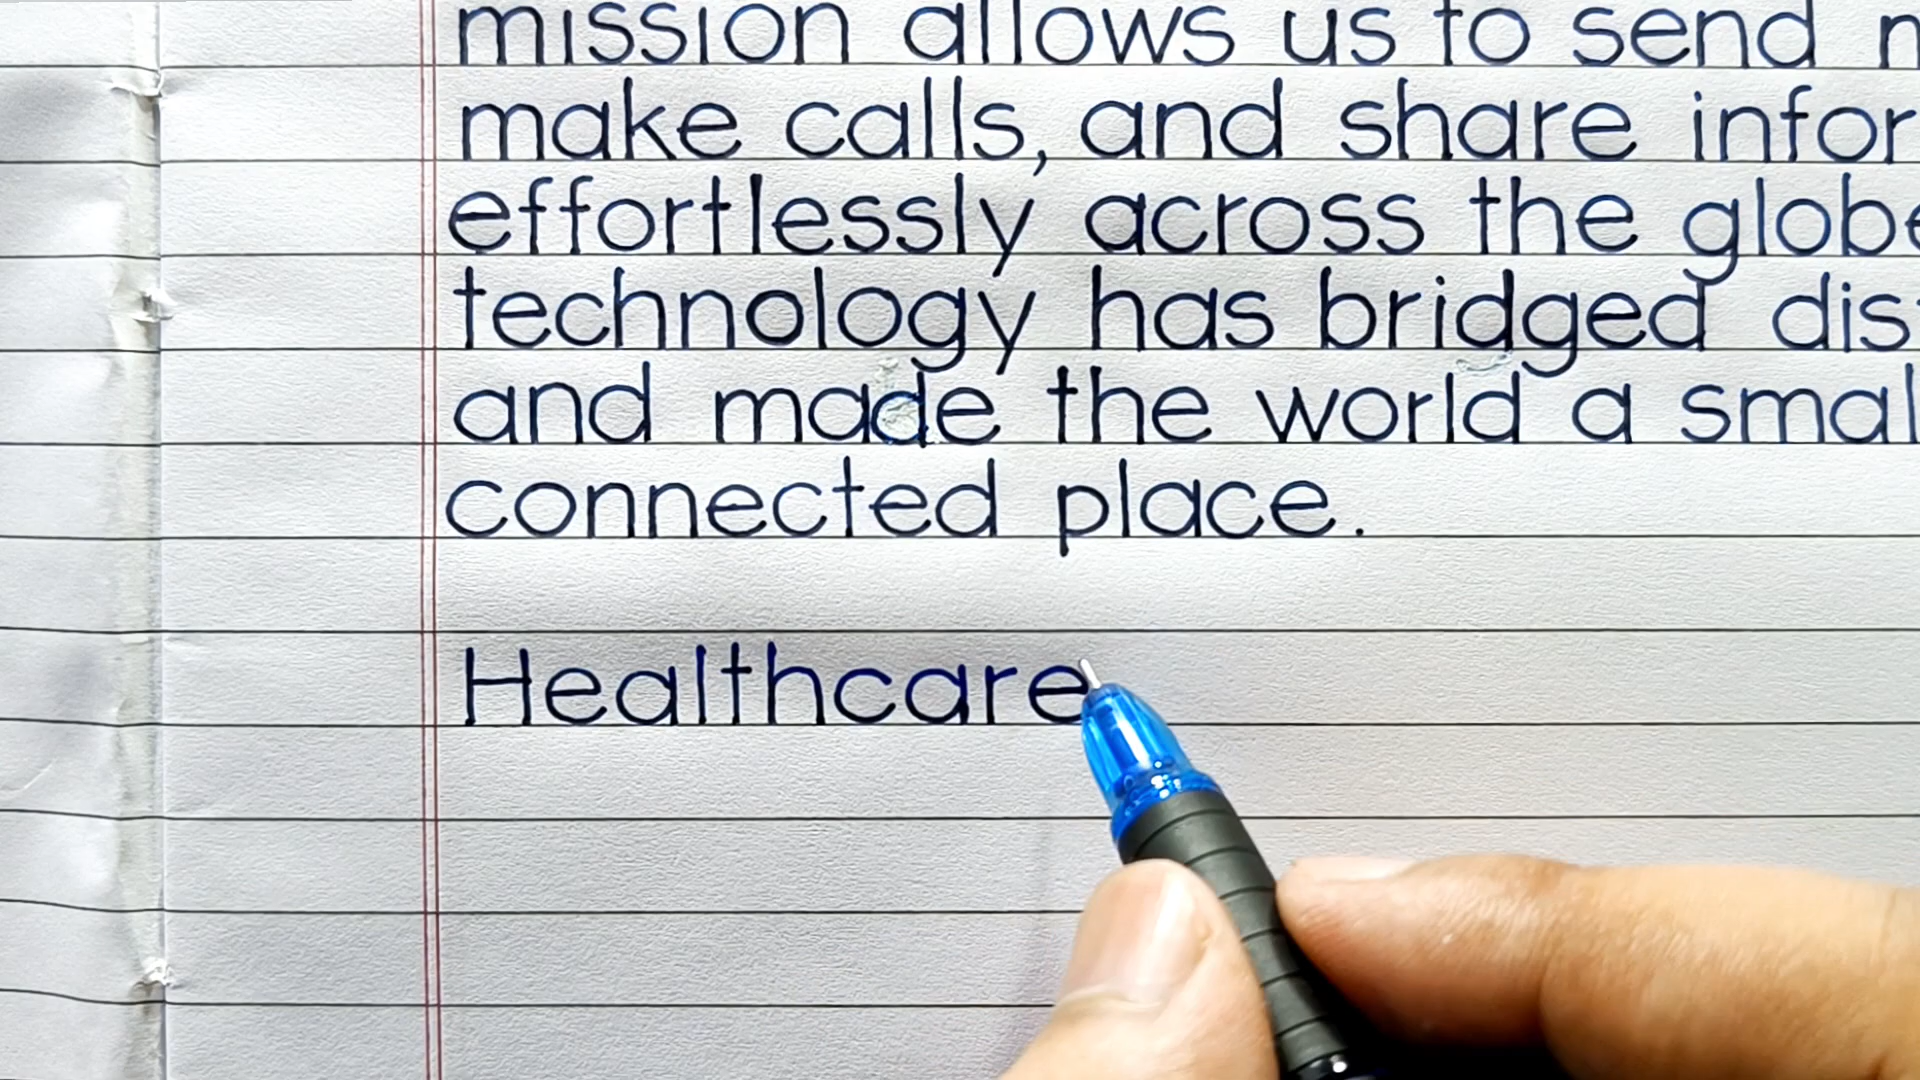 mission allows us to send
make calls, and share infor
effortlessly across the globe
technology has bridged dis
and made the world a smal
connected place.
Healthcare